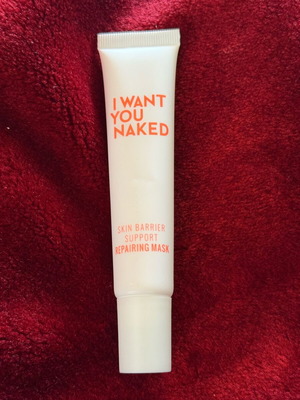 I WANT
YOU
NAKED
SKIN BARRIER
SUPPORT
REPAIRING MASK